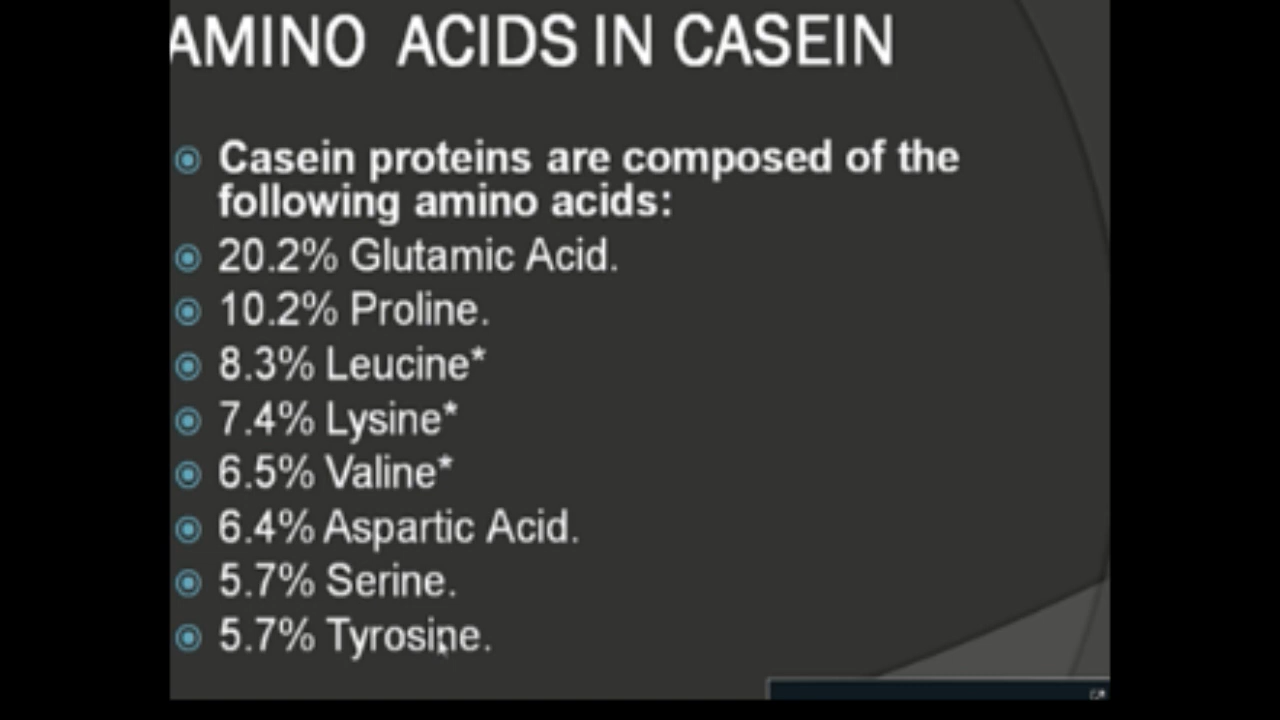 AMINO ACIDS IN CASEIN
Casein proteins are composed of the
following amino acids:
20.2% Glutamic Acid.
10.2% Proline.
8.3% Leucine*
7.4% Lysine*
6.5% Valine*
6.4% Aspartic Acid.
5.7% Serine.
5.7% Tyrosine.